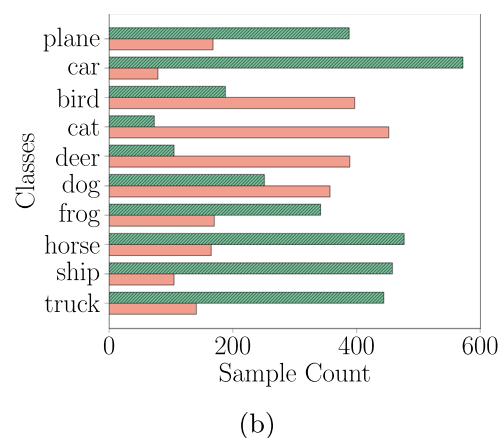 plane
car
bird
cat
deer
dog
frog
horse
ship
truck
Classes
0 200 400 600
Sample Count
(b)